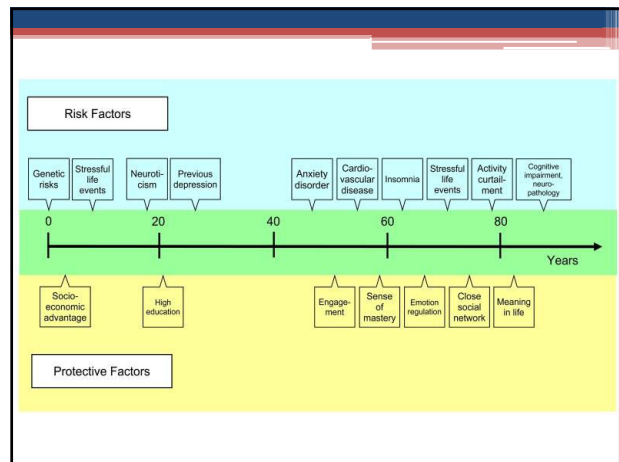 Risk Factors
Genetic
risks
Stressful
life
events
Neuroti-
cism
Previous
depression
Anxiety
disorder
Cardio-
vascular
disease
Insomnia
Stressful
life
events
Activity
curtail-
ment
Cognitive
impairment,
neuro-
pathology
0 20 40 60 80
Years
Socio-
economic
advantage
High
education
Engage-
ment
Sense
of
mastery
Emotion
regulation
Close
social
network
Meaning
in life
Protective Factors